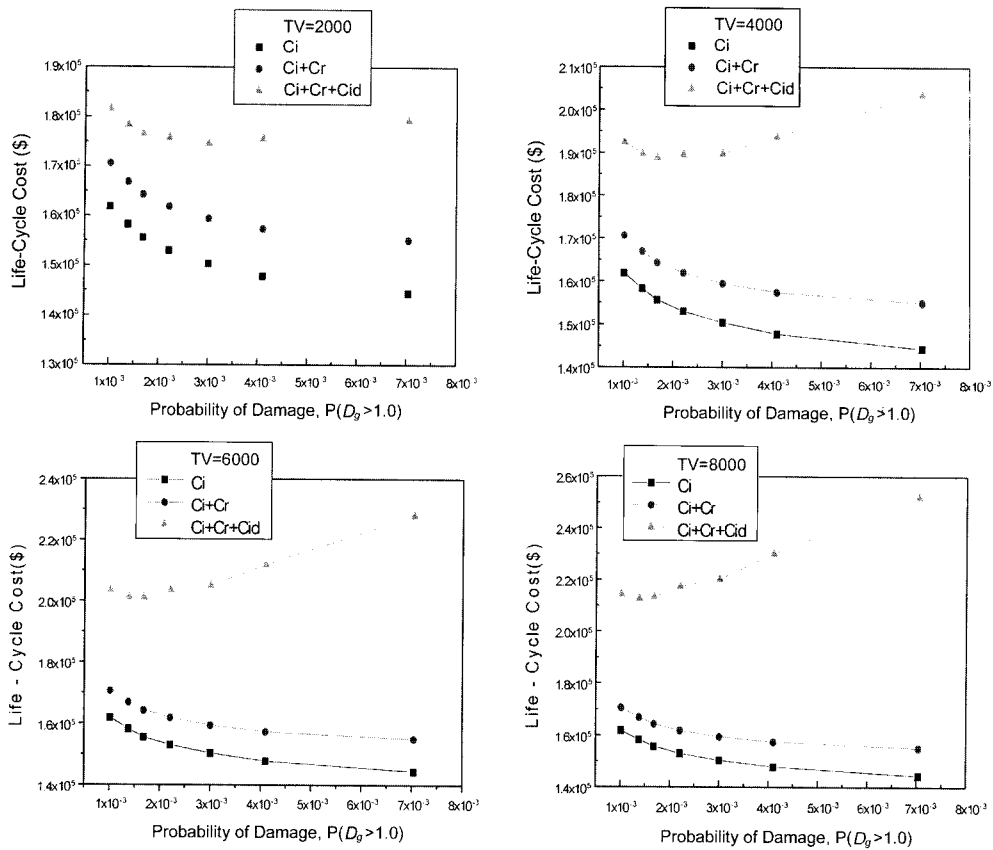 TV=2000
Ci
Ci+Cr
Ci+Cr+Cid
1.9x10⁵
1.8x10⁵
1.7x10⁵
1.6x10⁵
1.5x10⁵
1.4x10⁵
1.3x10⁵
Life-Cycle Cost ($)
1x10⁻³ 2x10⁻³ 3x10⁻³ 4x10⁻³ 5x10⁻³ 6x10⁻³ 7x10⁻³ 8x10⁻³
Probability of Damage, P(D_g>1.0)
TV=4000
Ci
Ci+Cr
Ci+Cr+Cid
2.1x10⁵
2.0x10⁵
1.9x10⁵
1.8x10⁵
1.7x10⁵
1.6x10⁵
1.5x10⁵
1.4x10⁵
Life-Cycle Cost ($)
1x10⁻³ 2x10⁻³ 3x10⁻³ 4x10⁻³ 5x10⁻³ 6x10⁻³ 7x10⁻³ 8x10⁻³
Probability of Damage, P(D_g>1.0)
TV=6000
Ci
Ci+Cr
Ci+Cr+Cid
2.4x10⁵
2.2x10⁵
2.0x10⁵
1.8x10⁵
1.6x10⁵
1.4x10⁵
Life - Cycle Cost($)
1x10⁻³ 2x10⁻³ 3x10⁻³ 4x10⁻³ 5x10⁻³ 6x10⁻³ 7x10⁻³ 8x10⁻³
Probability of Damage, P(D_g>1.0)
TV=8000
Ci
Ci+Cr
Ci+Cr+Cid
2.6x10⁵
2.4x10⁵
2.2x10⁵
2.0x10⁵
1.8x10⁵
1.6x10⁵
1.4x10⁵
Life - Cycle Cost($)
1x10⁻³ 2x10⁻³ 3x10⁻³ 4x10⁻³ 5x10⁻³ 6x10⁻³ 7x10⁻³ 8x10⁻³
Probability of Damage, P(D_g>1.0)